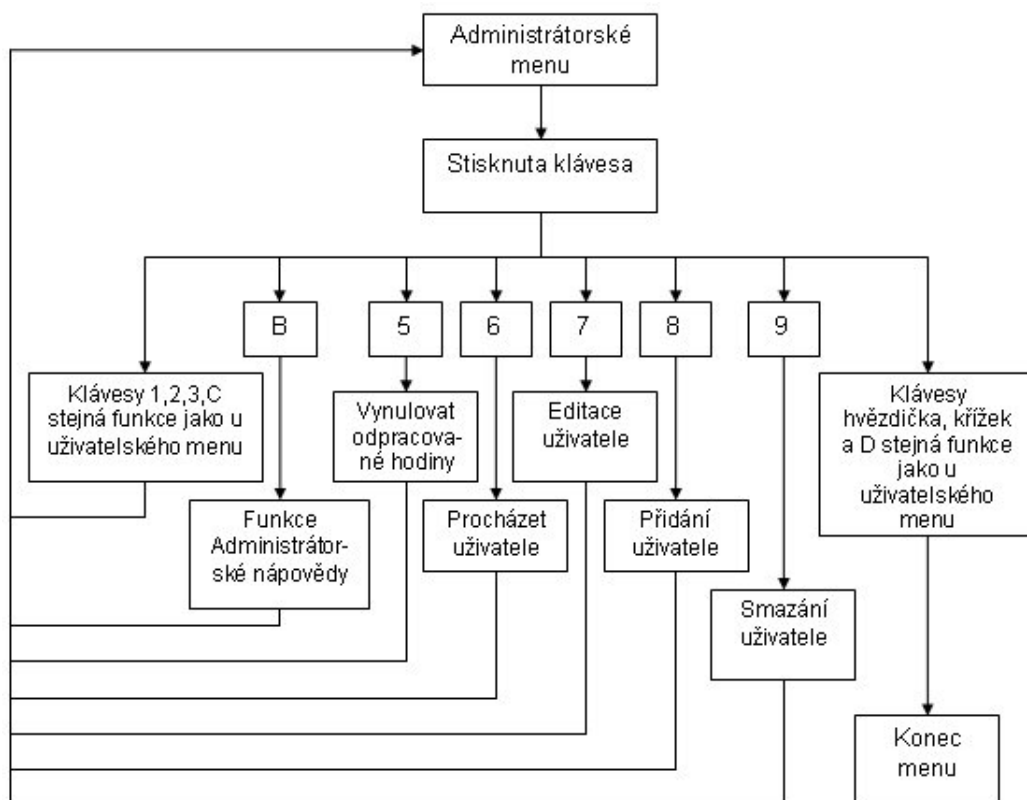 Administrátorské
menu
Stisknuta klávesa
B
5
6
7
8
9
Klávesy 1,2,3,C
stejná funkce jako u
uživatelského menu
Vynulovat
odpracova-
né hodiny
Editace
uživatele
Klávesy
hvězdička, křížek
a D stejná funkce
jako u
uživatelského
menu
Funkce
Administrátor-
ské nápovědy
Procházet
uživatele
Přidání
uživatele
Smazání
uživatele
Konec
menu